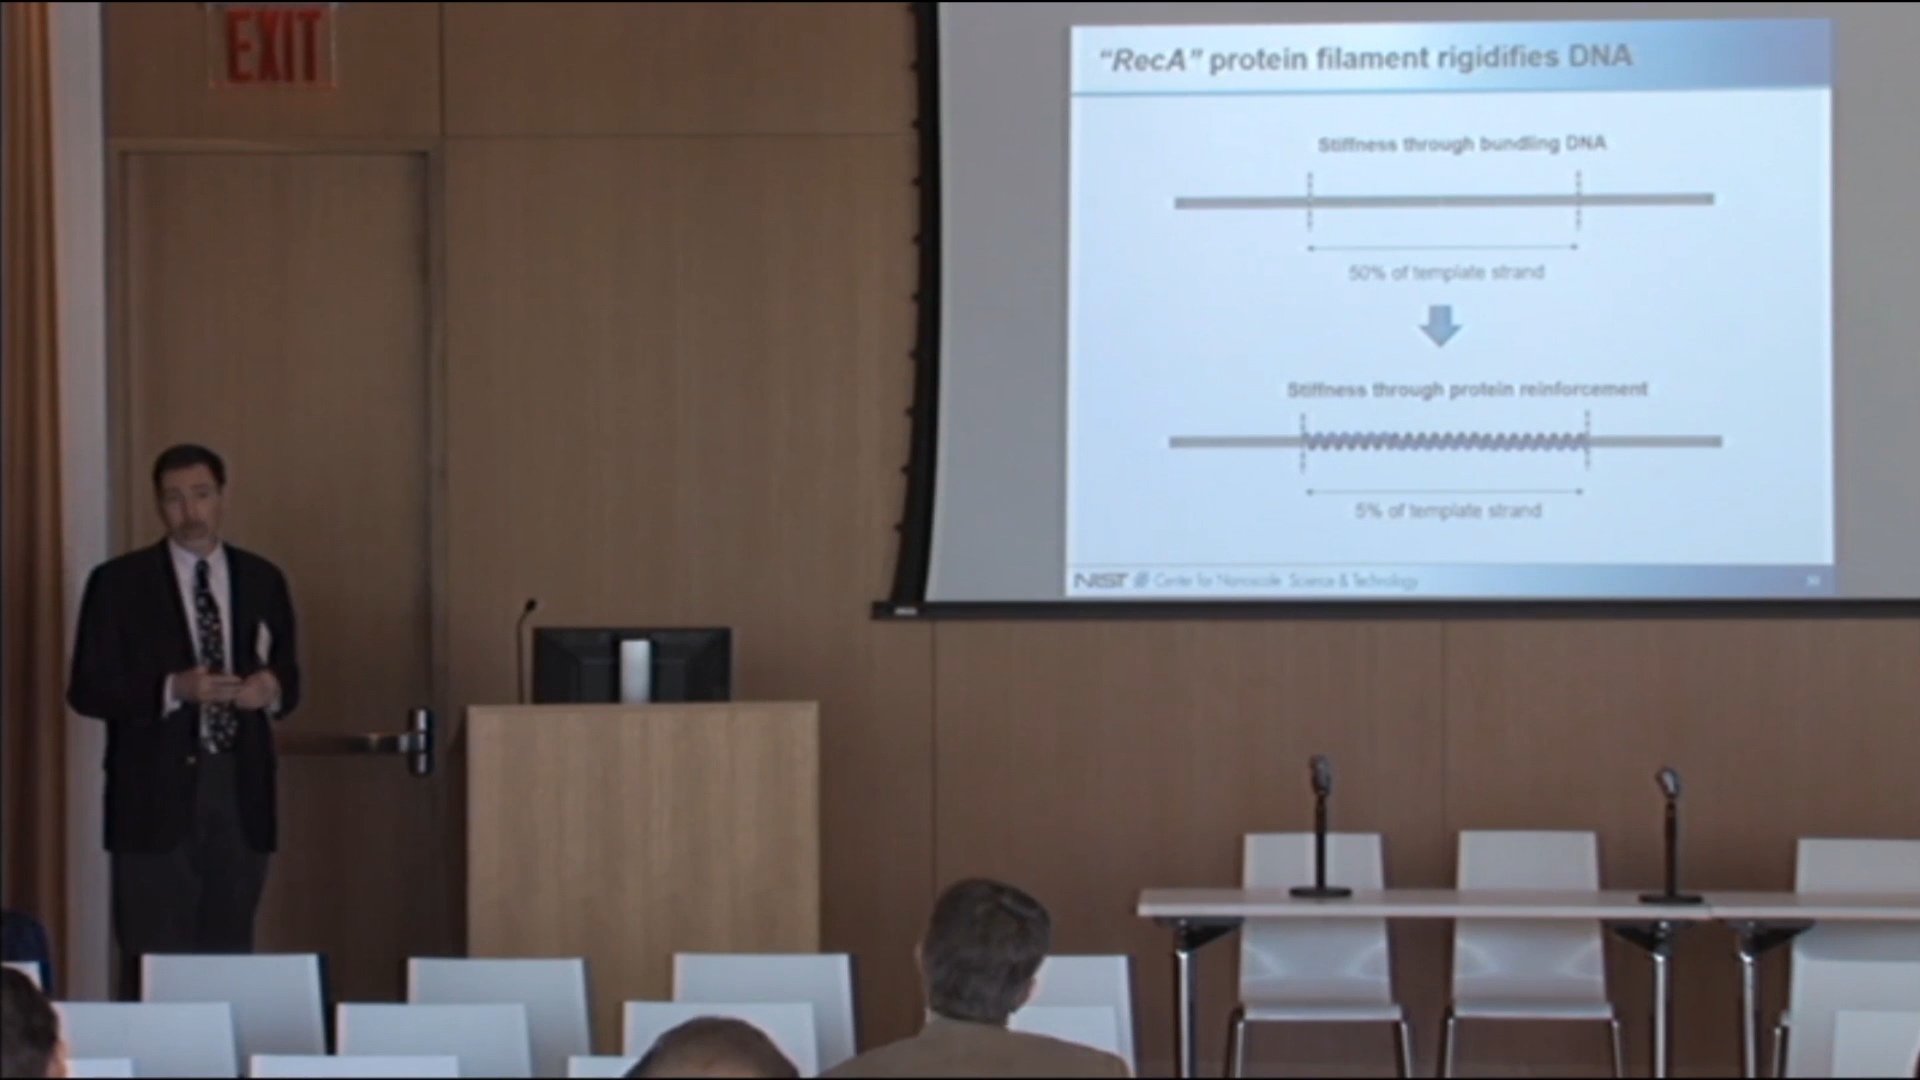 EXIT
“RecA” protein filament rigidifies DNA
Stiffness through bundling DNA
50% of template strand
Stiffness through protein reinforcement
5% of template strand
NIST Center for Nanoscale Science & Technology